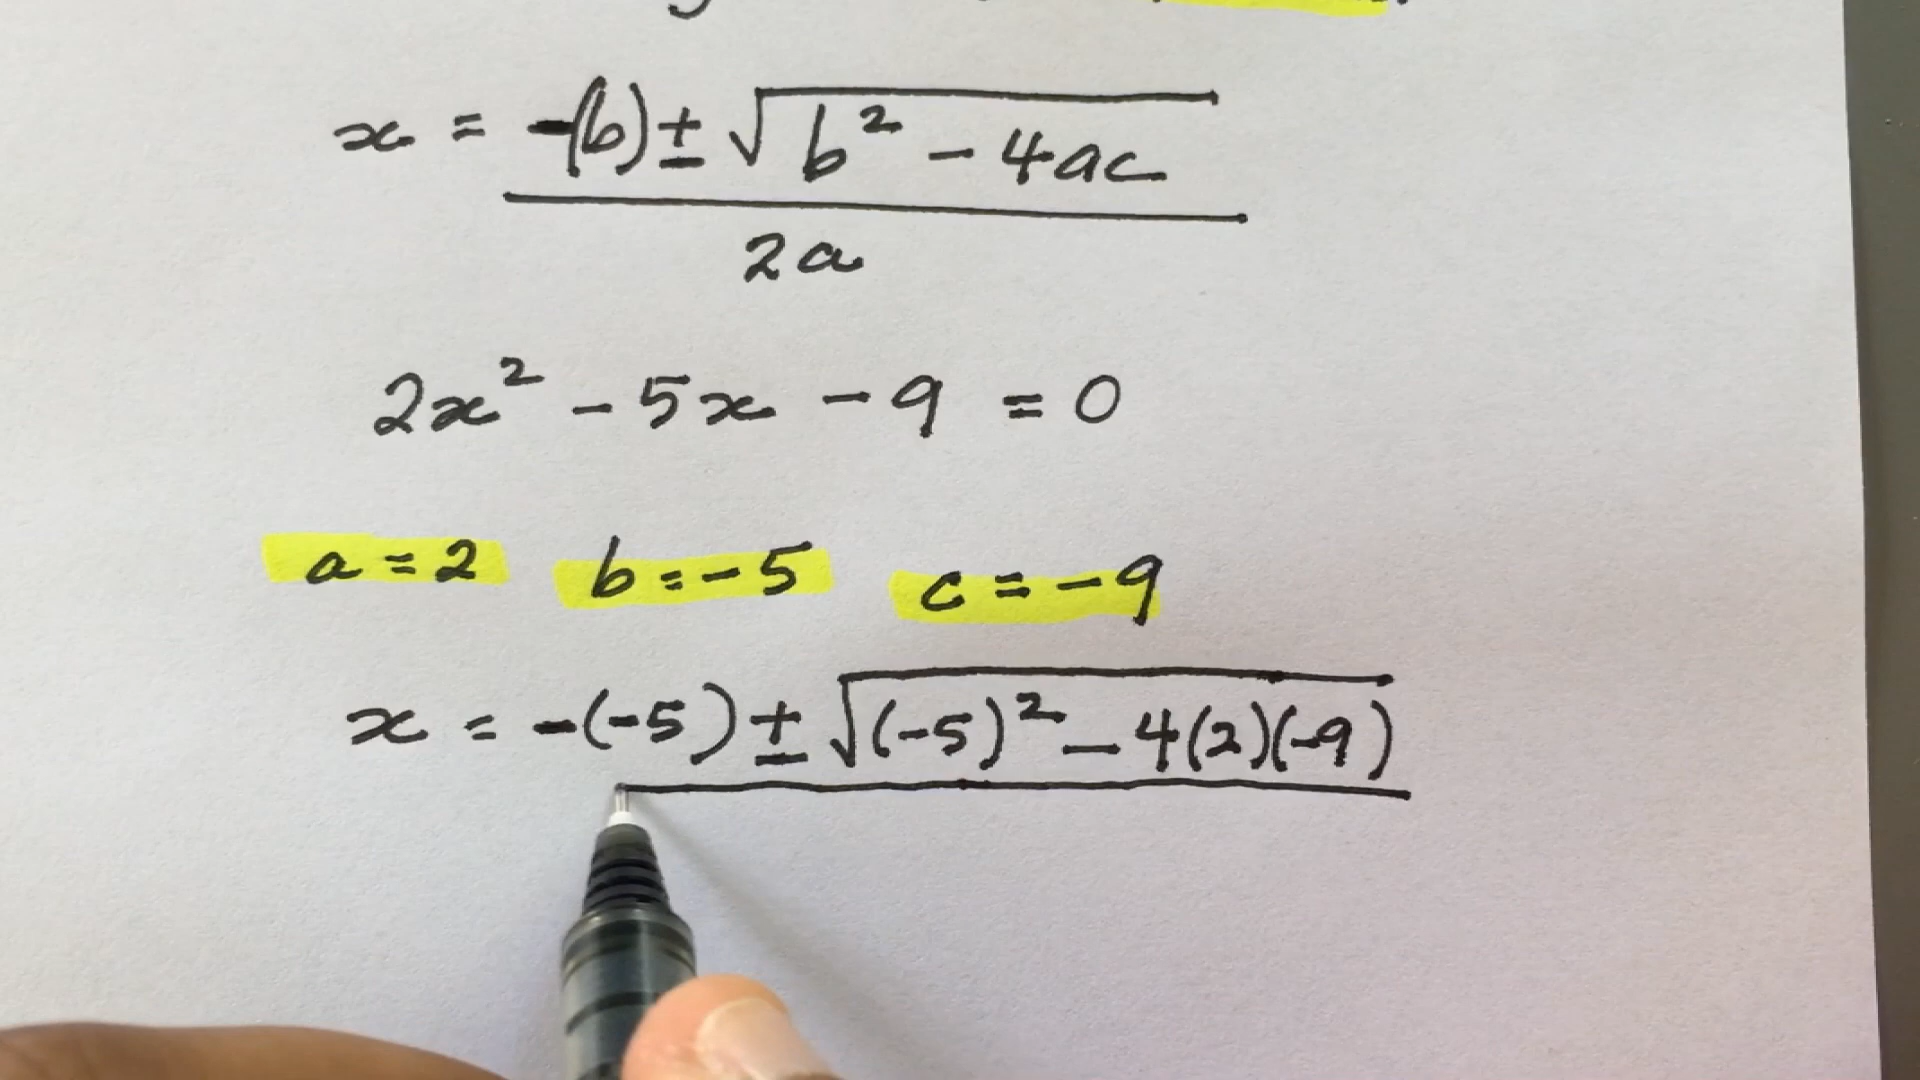 x = -(b) ± √(b² - 4ac)
2a
2x² - 5x - 9 = 0
a = 2 b = -5 c = -9
x = -(-5) ± √((-5)² - 4(2)(-9))